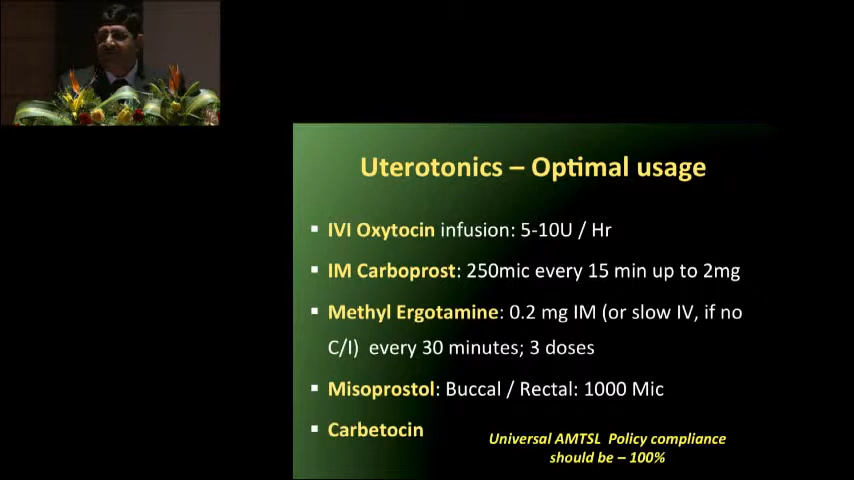 Uterotonics – Optimal usage
▪ IVI Oxytocin infusion: 5-10U / Hr
▪ IM Carboprost: 250mic every 15 min up to 2mg
▪ Methyl Ergotamine: 0.2 mg IM (or slow IV, if no
C/I) every 30 minutes; 3 doses
▪ Misoprostol: Buccal / Rectal: 1000 Mic
▪ Carbetocin
Universal AMTSL Policy compliance
should be – 100%